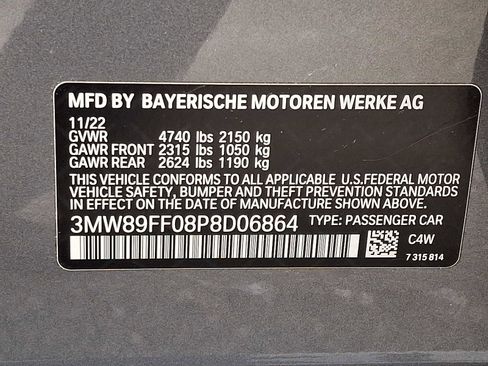 MFD BY BAYERISCHE MOTOREN WERKE AG
11/22
GVWR 4740 lbs 2150 kg
GAWR FRONT 2315 lbs 1050 kg
GAWR REAR 2624 lbs 1190 kg
THIS VEHICLE CONFORMS TO ALL APPLICABLE U.S.FEDERAL MOTOR
VEHICLE SAFETY, BUMPER AND THEFT PREVENTION STANDARDS
IN EFFECT ON THE DATE OF MANUFACTURE SHOWN ABOVE.
3MW89FF08P8D06864 TYPE: PASSENGER CAR
C4W
7 315 814